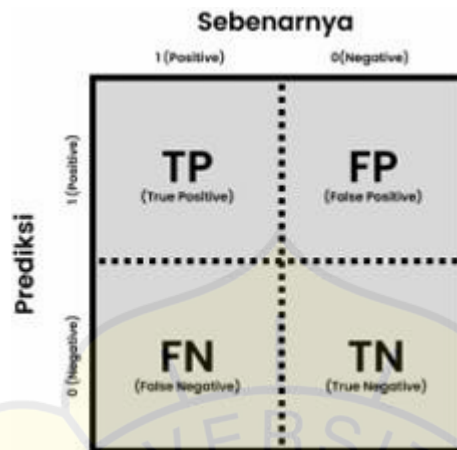 Sebenarnya
1 (Positive) 0(Negative)
Prediksi
1 (Positive)
TP FP
(True Positive) (False Positive)
0 (Negative)
FN TN
(False Negative) (True Negative)
VERSI